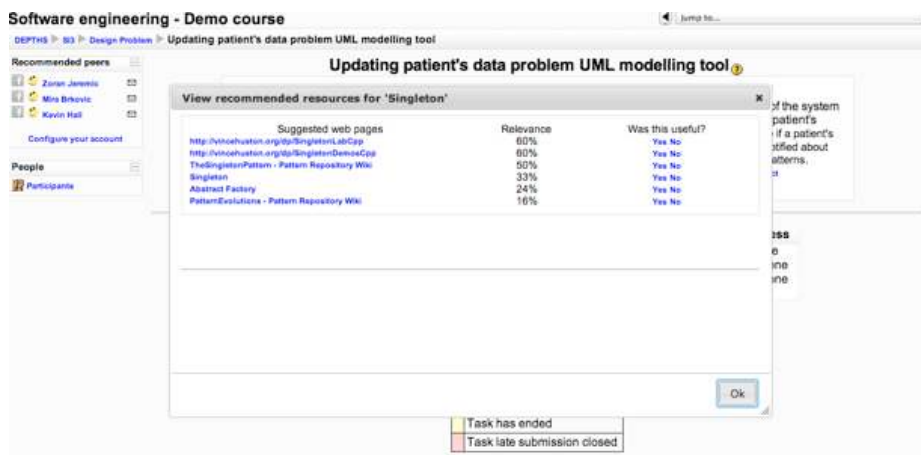 Software engineering - Demo course
Jump to...
DEPTHS SI3 Design Problem Updating patient's data problem UML modelling tool
Recommended peers
Zoran Jeremic
Mira Brkovic
Kevin Hall
Configure your account
People
Participants
Updating patient's data problem UML modelling tool
of the system
patient's
if a patient's
otified about
atterns.
View recommended resources for 'Singleton'
Suggested web pages Relevance Was this useful?
http://vincehuston.org/dp/SingletonLabCpp 60% Yes No
http://vincehuston.org/dp/SingletonDemosCpp 60% Yes No
TheSingletonPattern - Pattern Repository Wiki 50% Yes No
Singleton 33% Yes No
Abstract Factory 24% Yes No
PatternEvolutions - Pattern Repository Wiki 16% Yes No
ess
e
one
one
Ok
Task has ended
Task late submission closed